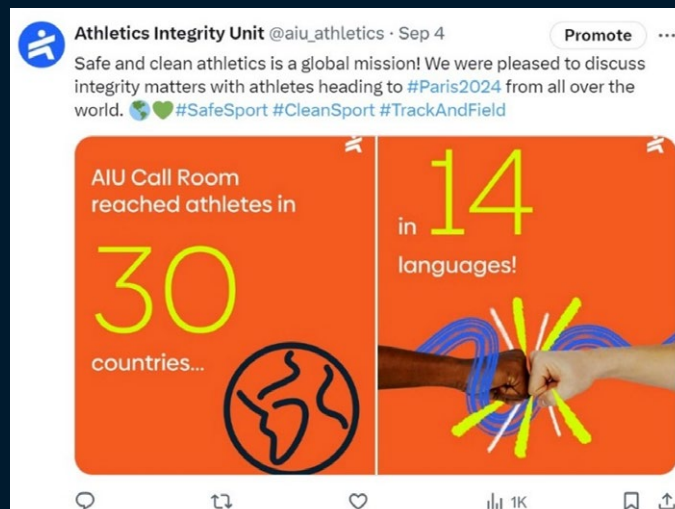 Athletics Integrity Unit @aiu_athletics · Sep 4
Promote
Safe and clean athletics is a global mission! We were pleased to discuss
integrity matters with athletes heading to #Paris2024 from all over the
world. 🌎💚#SafeSport #CleanSport #TrackAndField
AIU Call Room
reached athletes in
30
countries...
in 14
languages!
1K